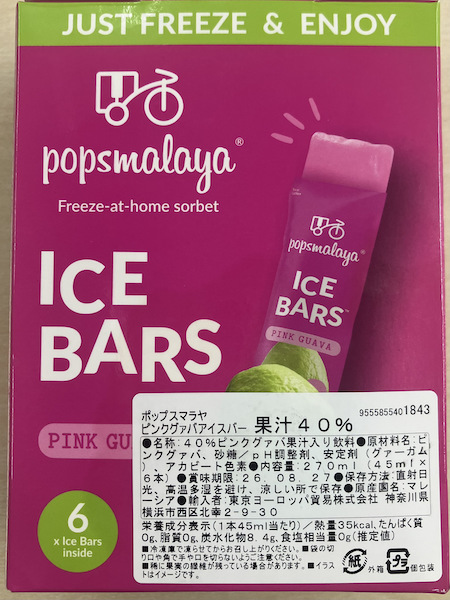 JUST FREEZE & ENJOY
popsmalaya®
Freeze-at-home sorbet
ICE
BARS
popsmalaya®
ICE
BARS™
PINK GUAVA
PINK GU
6
x Ice Bars
inside
ポップスマラヤ
ピンクグァバアイスバー 果汁40%
955585540 1843
●名称:40%ピンクグァバ果汁入り飲料●原材料名:ピ
ンクグァバ、砂糖/pH調整剤、安定剤(グァーガム
)、アカビート色素●内容量:270ml(45ml×
6本)●賞味期限:26.08.27●保存方法:直射日
光、高温多湿を避け、涼しい所で保存●原産国名:マレ
ーシア●輸入者:東京ヨーロッパ貿易株式会社 神奈川県
横浜市西区北幸2-9-30
栄養成分表示(1本45ml当たり)/熱量35kcal、たんぱく質
0g、脂質0g、炭水化物8.4g、食塩相当量0g(推定値)
■冷凍庫で凍らせてからお召し上がりください。■袋の切
り口や角で手や口を切らないようご注意ください。
■稀に果実の繊維が残っている場合があります。■イラス
トはイメージです。
紙 外箱 プラ 個包装